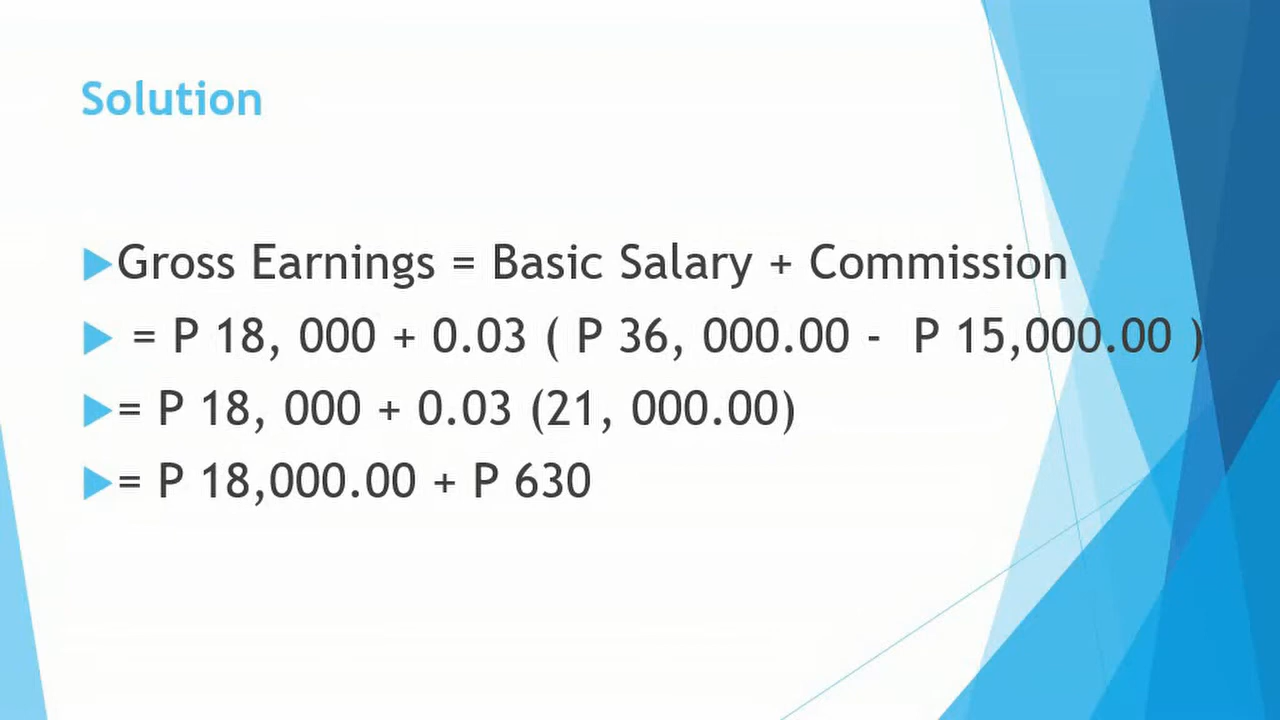 Solution
Gross Earnings = Basic Salary + Commission
= P 18, 000 + 0.03 ( P 36, 000.00 - P 15,000.00 )
= P 18, 000 + 0.03 (21, 000.00)
= P 18,000.00 + P 630